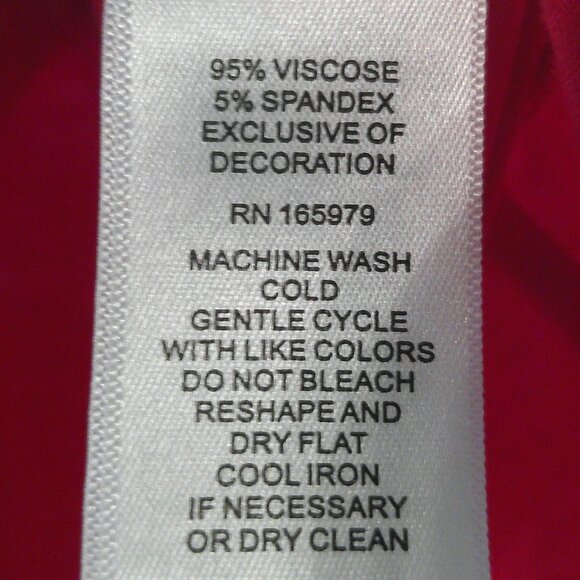 95% VISCOSE
5% SPANDEX
EXCLUSIVE OF
DECORATION
RN 165979
MACHINE WASH
COLD
GENTLE CYCLE
WITH LIKE COLORS
DO NOT BLEACH
RESHAPE AND
DRY FLAT
COOL IRON
IF NECESSARY
OR DRY CLEAN